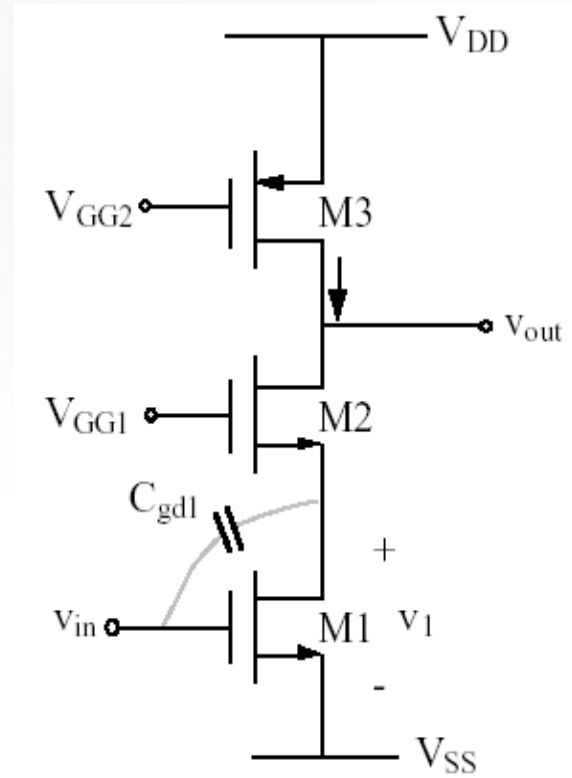 V_DD
V_GG2
M3
v_out
V_GG1
M2
C_gd1
+
v_in
M1
v_1
-
V_SS